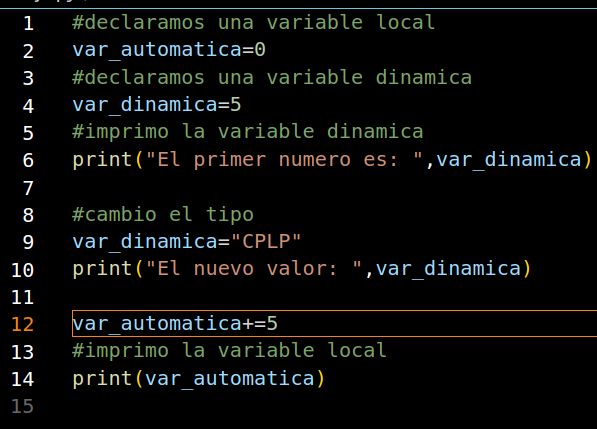 1 #declaramos una variable local
2 var_automatica=0
3 #declaramos una variable dinamica
4 var_dinamica=5
5 #imprimo la variable dinamica
6 print("El primer numero es: ",var_dinamica)
7
8 #cambio el tipo
9 var_dinamica="CPLP"
10 print("El nuevo valor: ",var_dinamica)
11
12 var_automatica+=5
13 #imprimo la variable local
14 print(var_automatica)
15